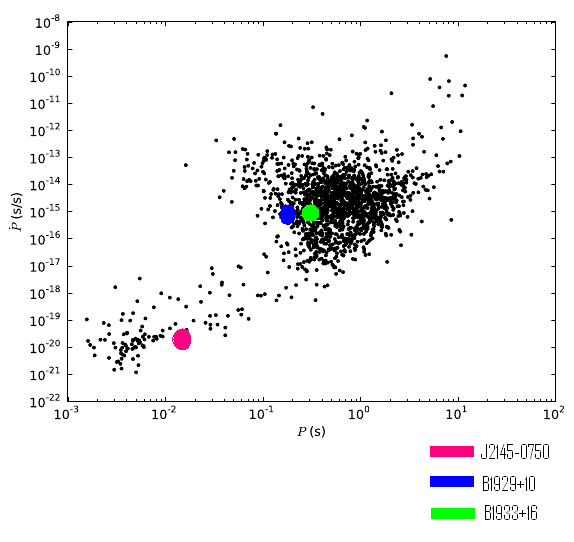 10⁻⁸
10⁻⁹
10⁻¹⁰
10⁻¹¹
10⁻¹²
10⁻¹³
10⁻¹⁴
10⁻¹⁵
10⁻¹⁶
10⁻¹⁷
10⁻¹⁸
10⁻¹⁹
10⁻²⁰
10⁻²¹
10⁻²²
Ṗ (s/s)
10⁻³ 10⁻² 10⁻¹ 10⁰ 10¹ 10²
P (s)
J2145-0750
B1929+10
B1933+16